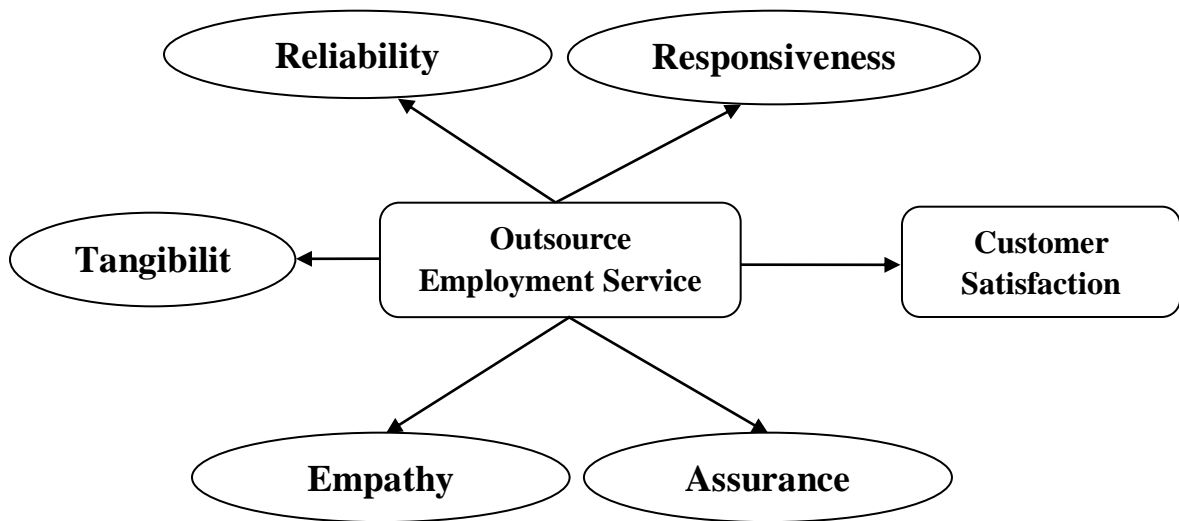 Reliability
Responsiveness
Tangibilit
Outsource
Employment Service
Customer
Satisfaction
Empathy
Assurance